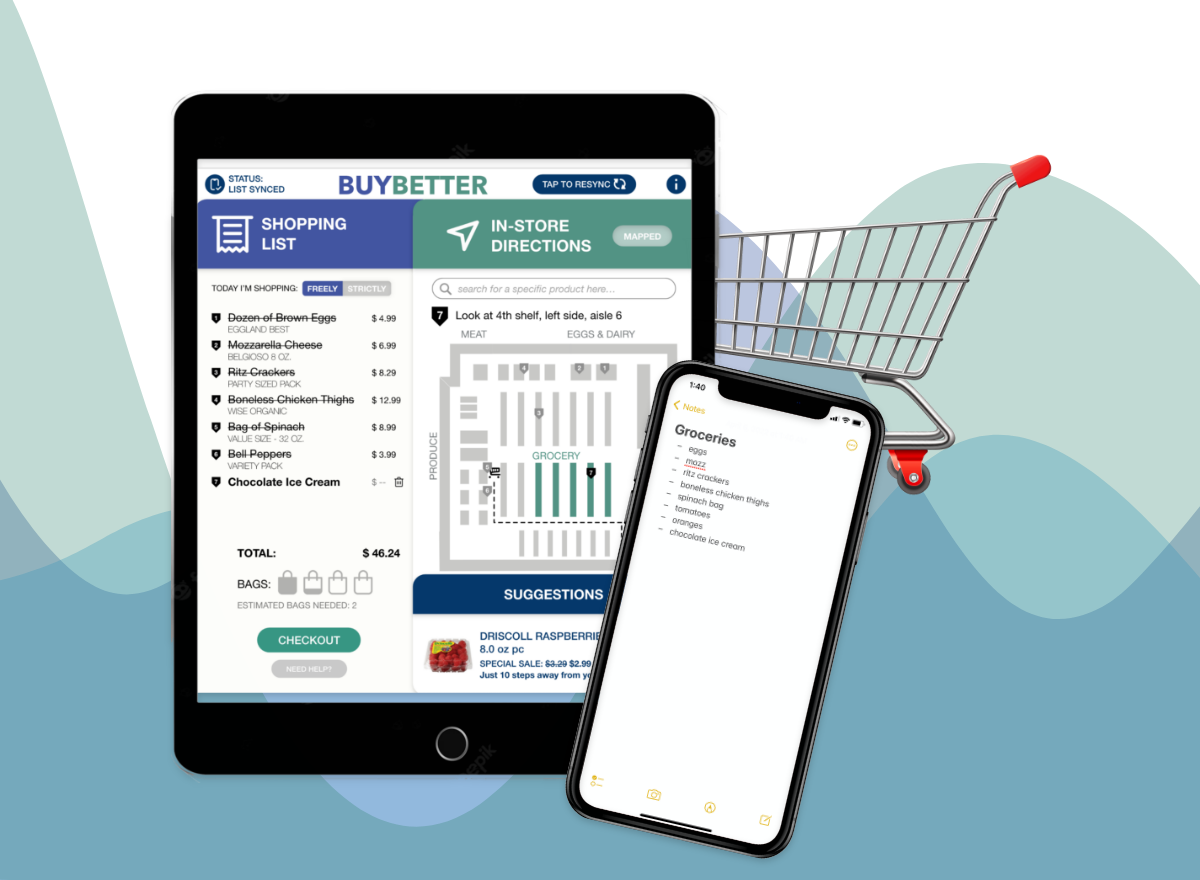 STATUS:
LIST SYNCED
BUYBETTER
TAP TO RESYNC
i
SHOPPING
LIST
IN-STORE
DIRECTIONS
MAPPED
TODAY I'M SHOPPING: FREELY STRICTLY
search for a specific product here...
7 Look at 4th shelf, left side, aisle 6
1 Dozen of Brown Eggs $ 4.99
EGGLAND BEST
2 Mozzarella Cheese $ 6.99
BELGIOSO 8 OZ.
3 Ritz Crackers $ 8.29
PARTY SIZED PACK
4 Boneless Chicken Thighs $ 12.99
WISE ORGANIC
5 Bag of Spinach $ 8.99
VALUE SIZE - 32 OZ.
6 Bell Peppers $ 3.99
VARIETY PACK
7 Chocolate Ice Cream $ --
TOTAL: $ 46.24
BAGS:
ESTIMATED BAGS NEEDED: 2
CHECKOUT
NEED HELP?
MEAT EGGS & DAIRY
4 2 1
3
PRODUCE
GROCERY
5 7
6
SUGGESTIONS
DRISCOLL RASPBERRIE
8.0 oz pc
SPECIAL SALE: $3.29 $2.99
Just 10 steps away from yo
1:40
Notes
Groceries
– eggs
– mozz
– ritz crackers
– boneless chicken thighs
– spinach bag
– tomatoes
– oranges
– chocolate ice cream